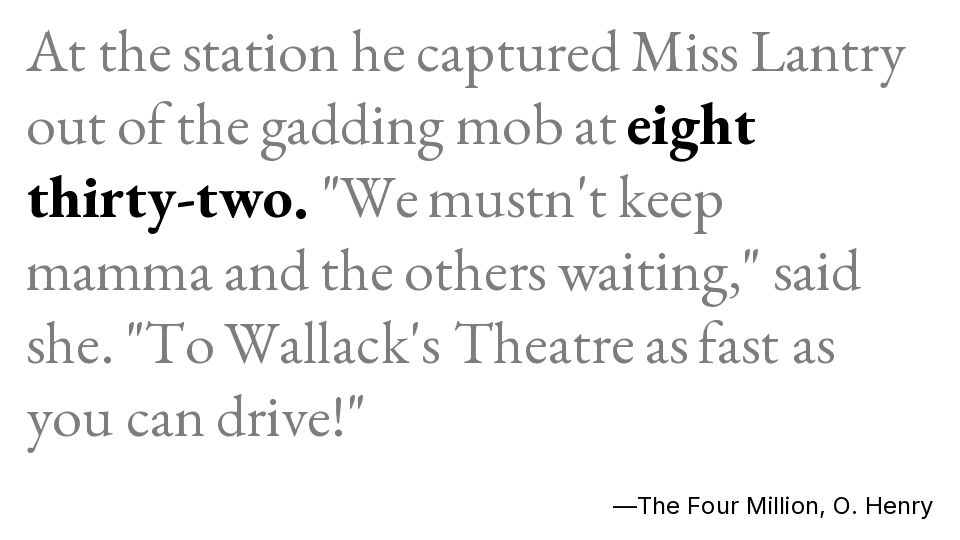 At the station he captured Miss Lantry
out of the gadding mob at eight
thirty-two. "We mustn't keep
mamma and the others waiting," said
she. "To Wallack's Theatre as fast as
you can drive!"
—The Four Million, O. Henry